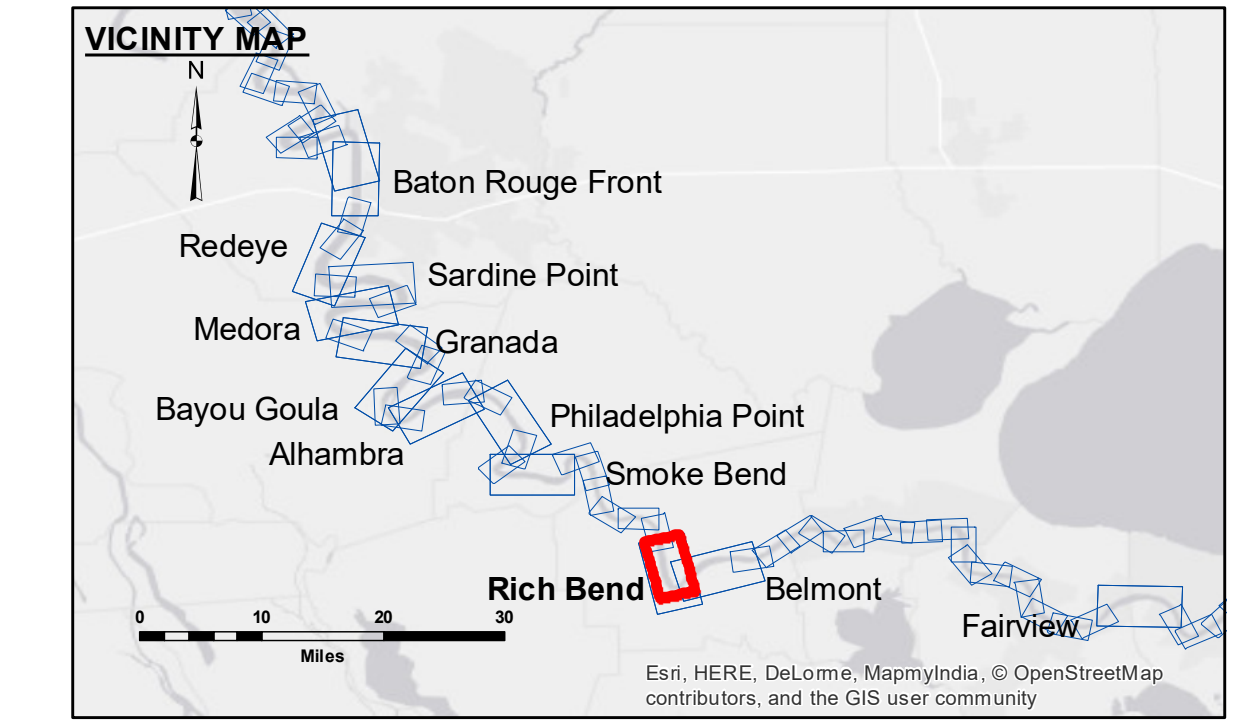 VICINITY MAP
N
Baton Rouge Front
Redeye
Sardine Point
Medora
Granada
Bayou Goula
Philadelphia Point
Alhambra
Smoke Bend
Rich Bend
Belmont
0 10 20 30
Miles
Fairview
Esri, HERE, DeLorme, MapmyIndia, © OpenStreetMap
contributors, and the GIS user community